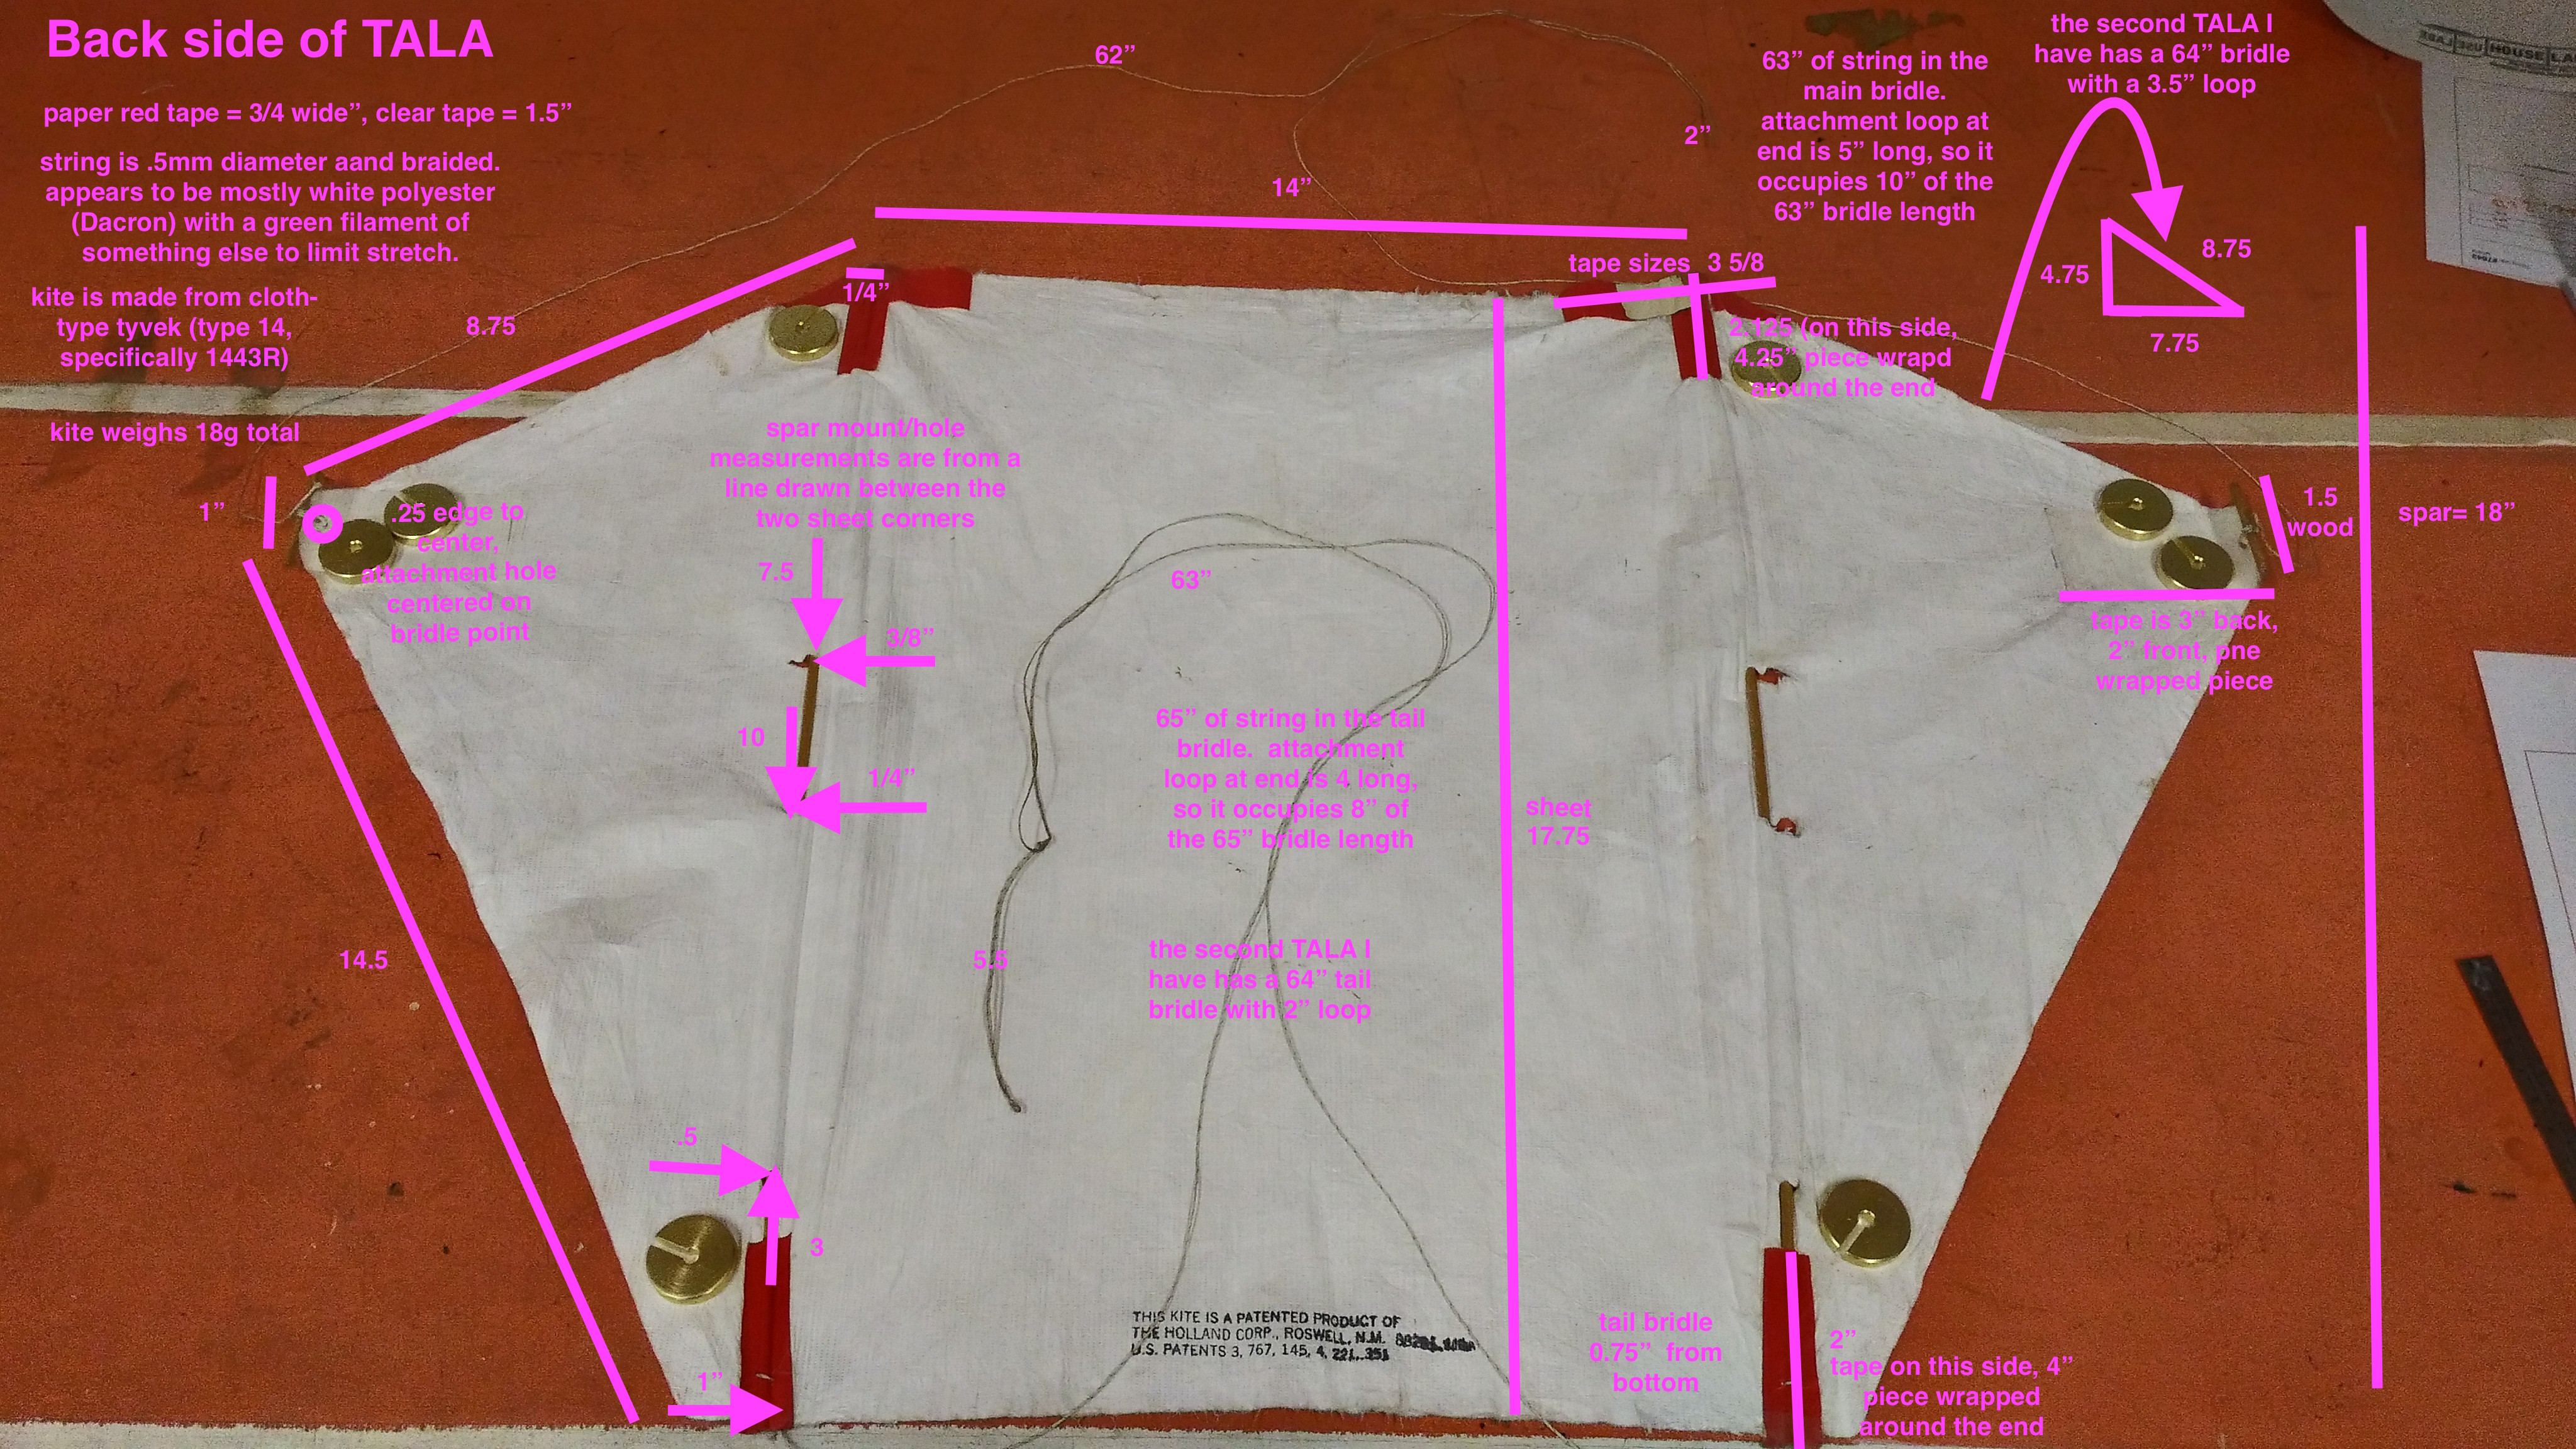 Back side of TALA
paper red tape = 3/4 wide”, clear tape = 1.5”
string is .5mm diameter aand braided.
appears to be mostly white polyester
(Dacron) with a green filament of
something else to limit stretch.
kite is made from cloth-
type tyvek (type 14,
specifically 1443R)
kite weighs 18g total
62”
2”
14”
63” of string in the
main bridle.
attachment loop at
end is 5” long, so it
occupies 10” of the
63” bridle length
the second TALA I
have has a 64” bridle
with a 3.5” loop
HOUSE
4.75
8.75
7.75
tape sizes 3 5/8
1/4”
8.75
2.125 (on this side,
4.25” piece wrapd
around the end
spar mount/hole
measurements are from a
line drawn between the
two sheet corners
1”
.25 edge to
center,
attachment hole
centered on
bridle point
1.5
wood
spar= 18”
7.5
3/8”
63”
tape is 3” back,
2” front, pne
wrapped piece
10
1/4”
65” of string in the tail
bridle. attachment
loop at end is 4 long,
so it occupies 8” of
the 65” bridle length
sheet
17.75
14.5
5.5
the second TALA I
have has a 64” tail
bridle with 2” loop
.5
3
1”
THIS KITE IS A PATENTED PRODUCT OF
THE HOLLAND CORP., ROSWELL, N.M.
U.S. PATENTS 3, 767, 145, 4, 221, 351
tail bridle
0.75” from
bottom
2”
tape on this side, 4”
piece wrapped
around the end